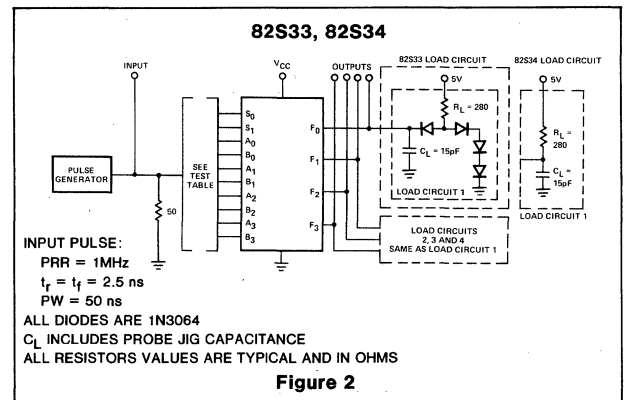 82S33, 82S34
INPUT
VCC
OUTPUTS
82S33 LOAD CIRCUIT
82S34 LOAD CIRCUIT
5V
5V
RL = 280
RL =
280
CL = 15pF
CL =
15pF
LOAD CIRCUIT 1
LOAD CIRCUIT 1
PULSE
GENERATOR
50
SEE
TEST
TABLE
S0
S1
A0
B0
A1
B1
A2
B2
A3
B3
F0
F1
F2
F3
LOAD CIRCUITS
2, 3 AND 4
SAME AS LOAD CIRCUIT 1
INPUT PULSE:
PRR = 1MHz
tr = tf = 2.5 ns
PW = 50 ns
ALL DIODES ARE 1N3064
CL INCLUDES PROBE JIG CAPACITANCE
ALL RESISTORS VALUES ARE TYPICAL AND IN OHMS
Figure 2